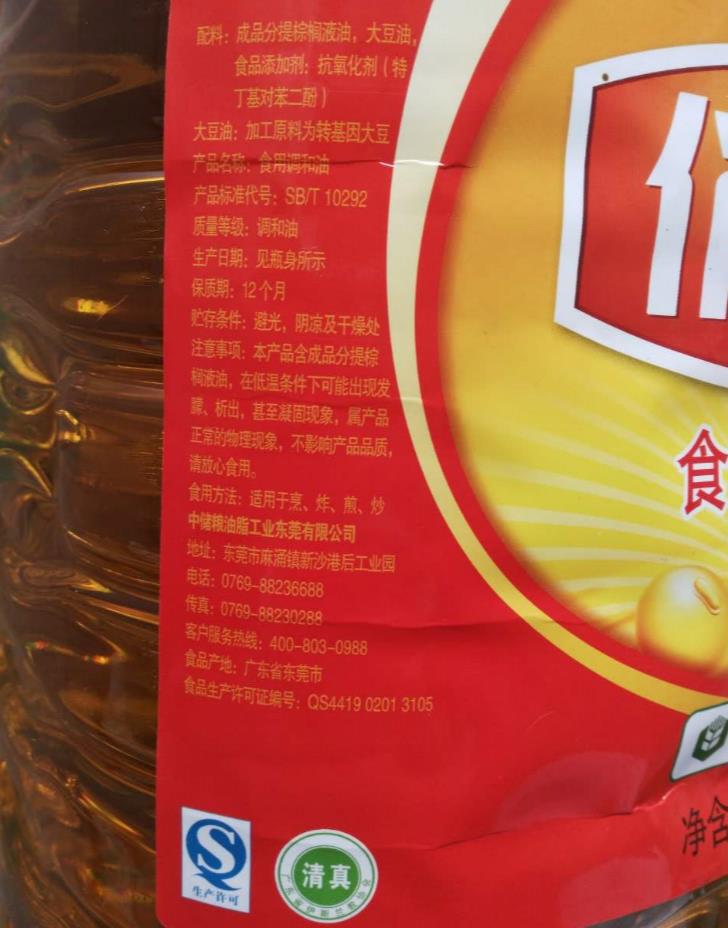 配料：成品分提棕榈液油，大豆油，
食品添加剂：抗氧化剂（特
丁基对苯二酚）
大豆油：加工原料为转基因大豆
产品名称：食用调和油
产品标准代号：SB/T 10292
质量等级：调和油
生产日期：见瓶身所示
保质期：12个月
贮存条件：避光，阴凉及干燥处
注意事项：本产品含成品分提棕
榈液油，在低温条件下可能出现发
朦、析出，甚至凝固现象，属产品
正常的物理现象，不影响产品品质，
请放心食用。
食用方法：适用于烹、炸、煎、炒
中储粮油脂工业东莞有限公司
地址：东莞市麻涌镇新沙港后工业园
电话：0769-88236688
传真：0769-88230288
客户服务热线：400-803-0988
食品产地：广东省东莞市
食品生产许可证编号：QS4419 0201 3105
食
净含
生产许可
清真
广东省伊斯兰教协会